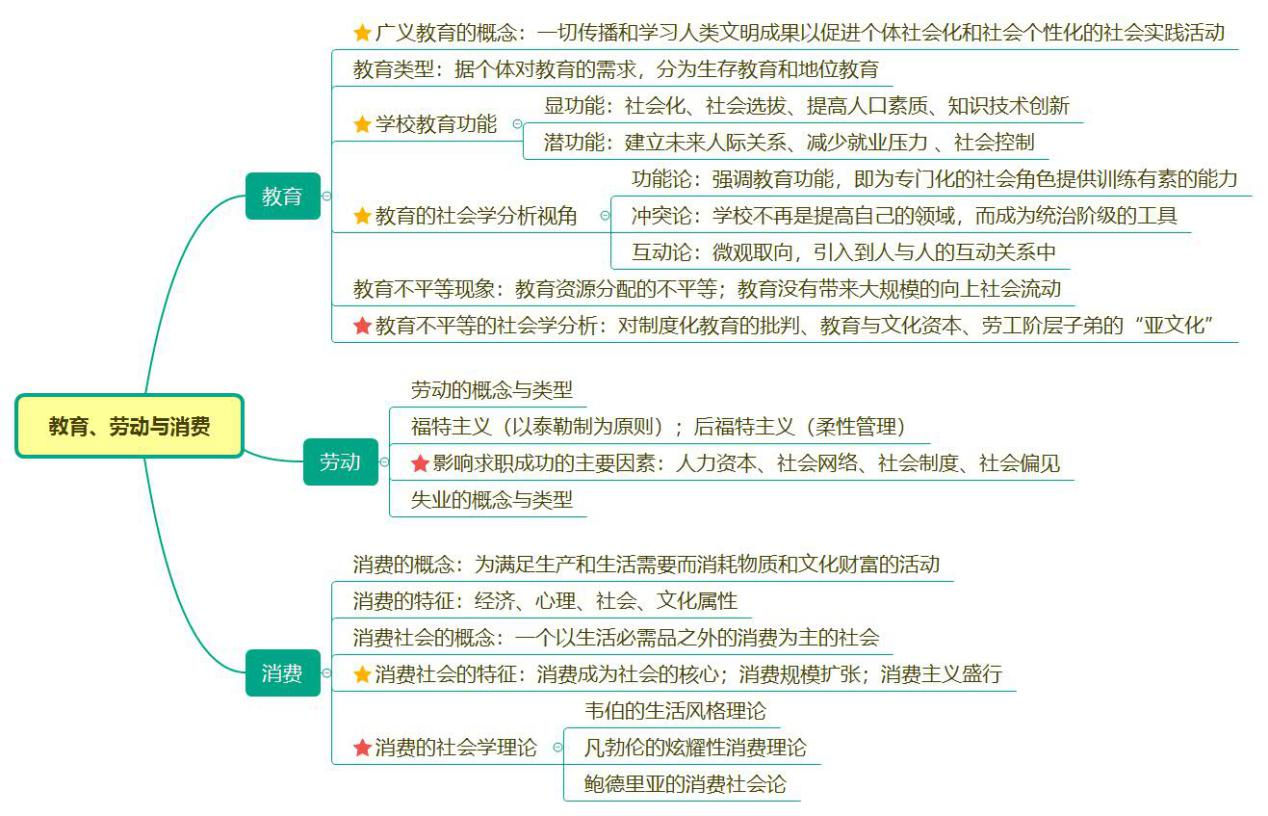 教育、劳动与消费
教育
广义教育的概念：一切传播和学习人类文明成果以促进个体社会化和社会个性化的社会实践活动
教育类型：据个体对教育的需求，分为生存教育和地位教育
学校教育功能
显功能：社会化、社会选拔、提高人口素质、知识技术创新
潜功能：建立未来人际关系、减少就业压力 、社会控制
教育的社会学分析视角
功能论：强调教育功能，即为专门化的社会角色提供训练有素的能力
冲突论：学校不再是提高自己的领域，而成为统治阶级的工具
互动论：微观取向，引入到人与人的互动关系中
教育不平等现象：教育资源分配的不平等；教育没有带来大规模的向上社会流动
教育不平等的社会学分析：对制度化教育的批判、教育与文化资本、劳工阶层子弟的“亚文化”
劳动
劳动的概念与类型
福特主义（以泰勒制为原则）；后福特主义（柔性管理）
影响求职成功的主要因素：人力资本、社会网络、社会制度、社会偏见
失业的概念与类型
消费
消费的概念：为满足生产和生活需要而消耗物质和文化财富的活动
消费的特征：经济、心理、社会、文化属性
消费社会的概念：一个以生活必需品之外的消费为主的社会
消费社会的特征：消费成为社会的核心；消费规模扩张；消费主义盛行
消费的社会学理论
韦伯的生活风格理论
凡勃伦的炫耀性消费理论
鲍德里亚的消费社会论